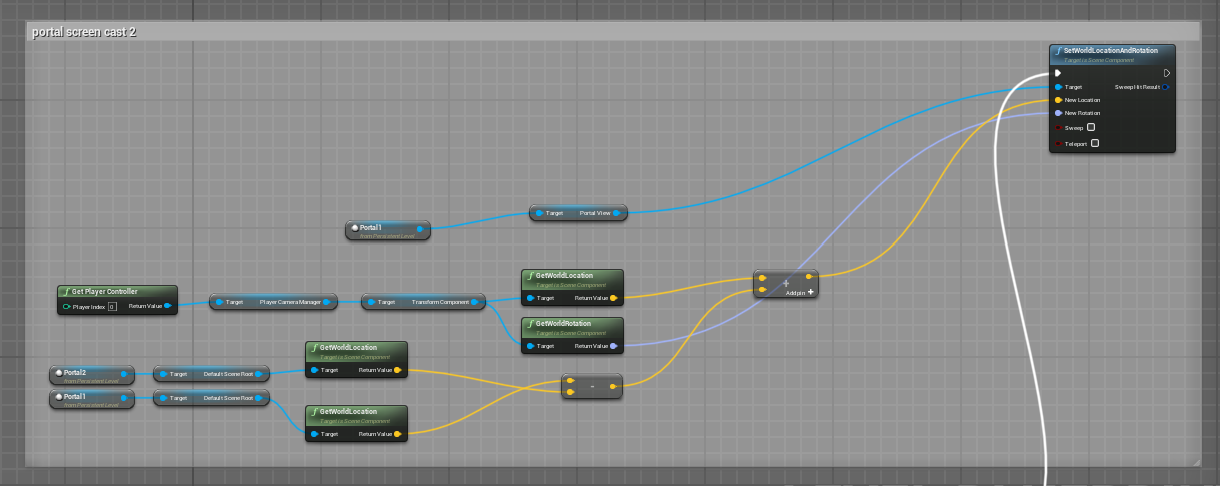 portal screen cast 2
SetWorldLocationAndRotation
Target is Scene Component
Target
Sweep Hit Result
New Location
New Rotation
Sweep
Teleport
Portal1
from Persistent Level
Target
Portal View
Get Player Controller
Player Index 0
Return Value
Target
Player Camera Manager
Target
Transform Component
GetWorldLocation
Target is Scene Component
Target
Return Value
GetWorldRotation
Target is Scene Component
Target
Return Value
+
Add pin +
Portal2
from Persistent Level
Target
Default Scene Root
Portal1
from Persistent Level
Target
Default Scene Root
GetWorldLocation
Target is Scene Component
Target
Return Value
GetWorldLocation
Target is Scene Component
Target
Return Value
-